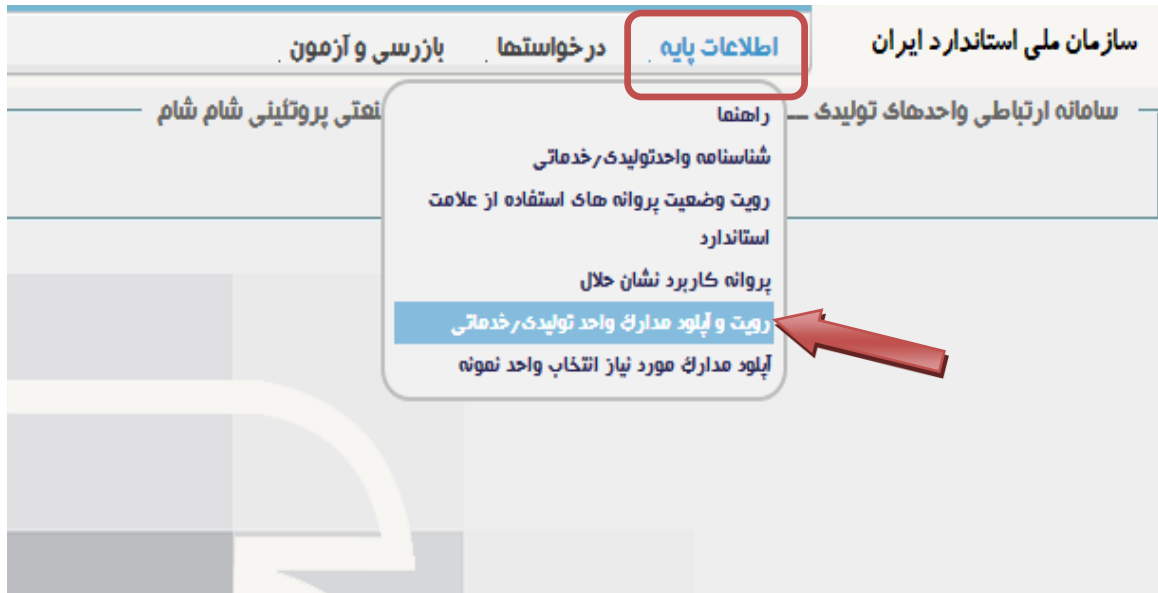 سازمان ملی استاندارد ایران
اطلاعات پایه درخواستها بازرسی و آزمون
سامانه ارتباطی واحدهای تولیدی نعتی پروتئینی شام شام
راهنما
شناسنامه واحدتولیدی/خدماتی
رویت وضعیت پروانه های استفاده از علامت
استاندارد
پروانه کاربرد نشان حلال
رویت و آپلود مدارك واحد تولیدی/خدماتی
آپلود مدارك مورد نیاز انتخاب واحد نمونه